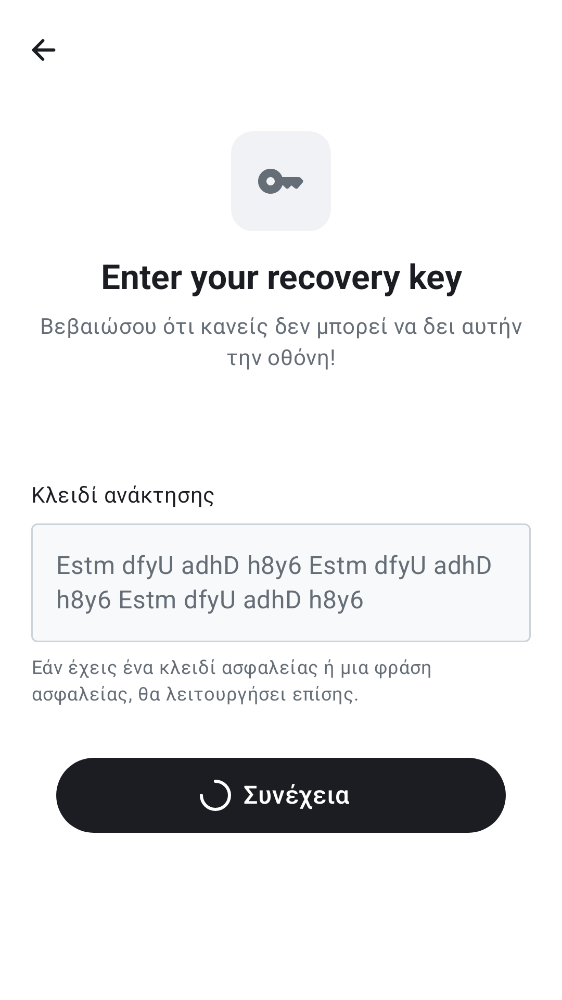 Enter your recovery key
Βεβαιώσου ότι κανείς δεν μπορεί να δει αυτήν
την οθόνη!
Κλειδί ανάκτησης
Estm dfyU adhD h8y6 Estm dfyU adhD
h8y6 Estm dfyU adhD h8y6
Εάν έχεις ένα κλειδί ασφαλείας ή μια φράση
ασφαλείας, θα λειτουργήσει επίσης.
Συνέχεια